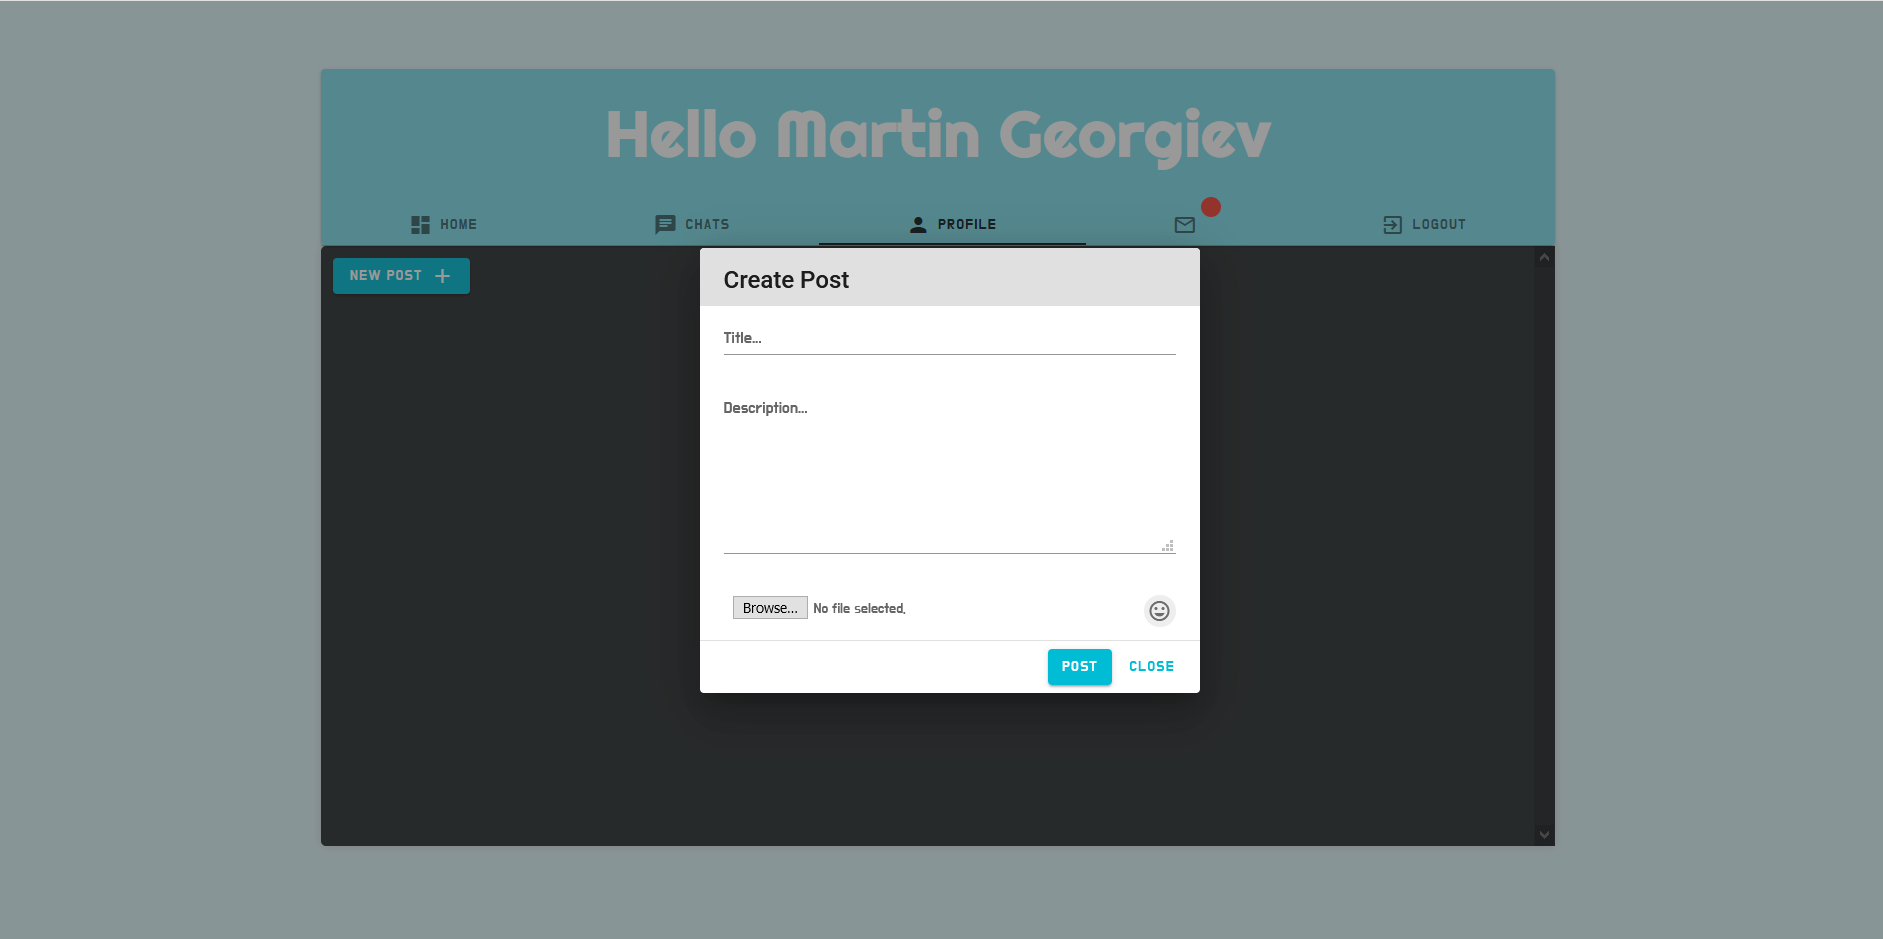 Hello Martin Georgiev
HOME CHATS PROFILE LOGOUT
NEW POST
Create Post
Title...
Description...
Browse... No file selected.
POST CLOSE